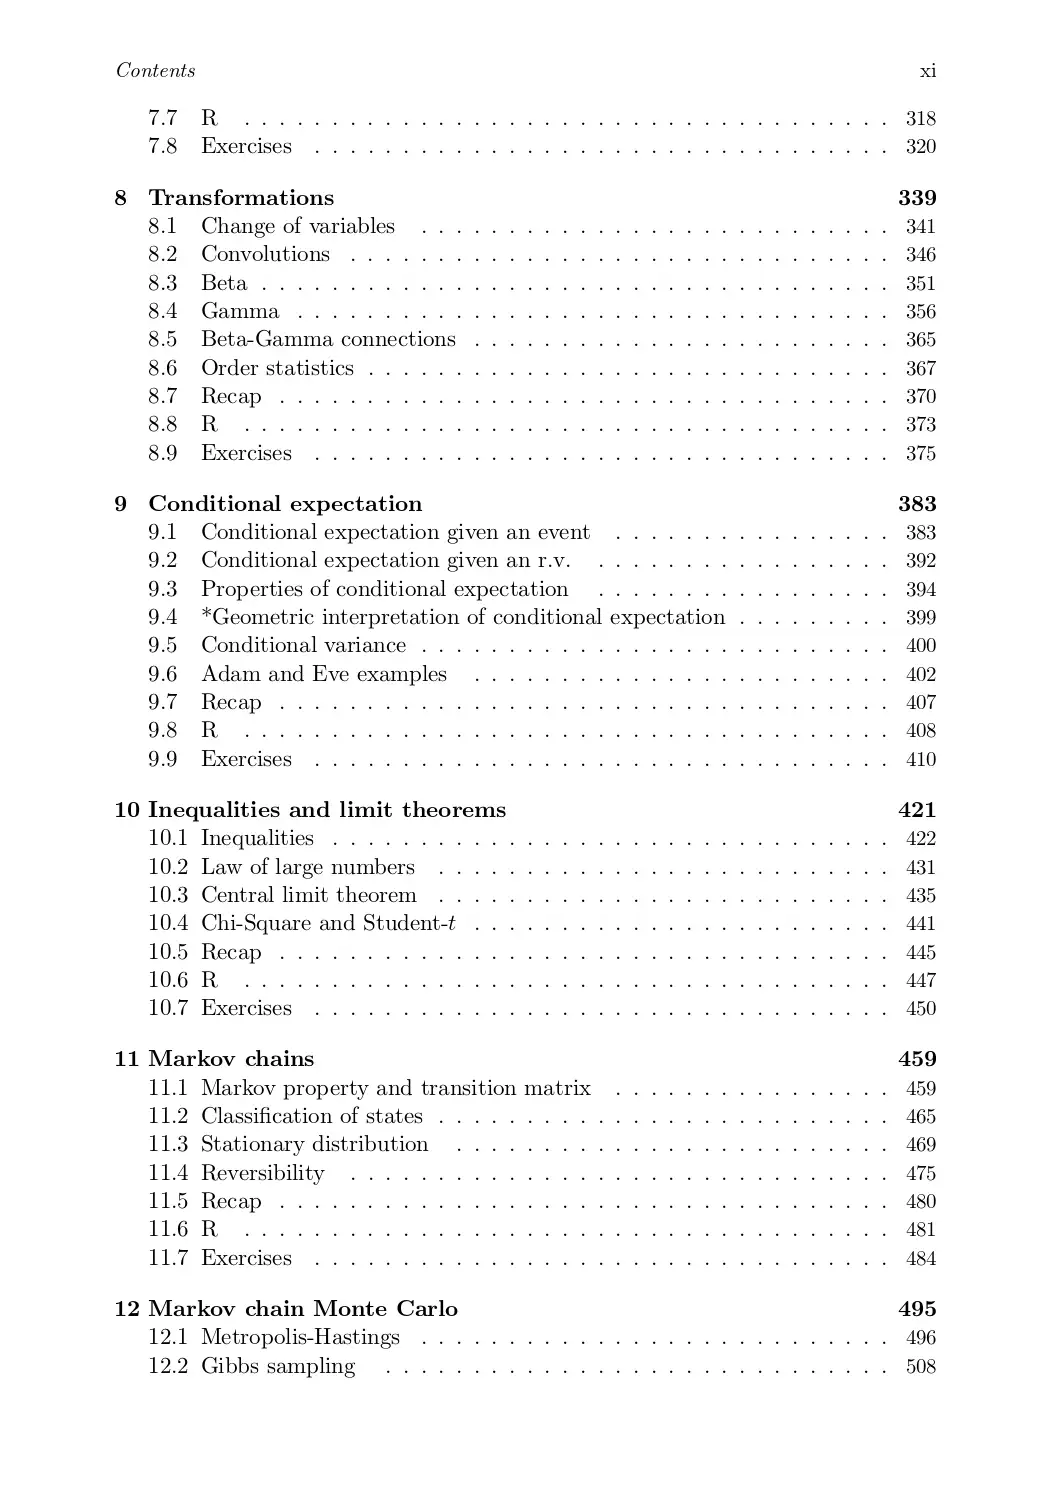 Contents xi
7.7 R . . . . . . . . . . . . . . . . . . . . . . . . . . . . . . . . . . . . . 318
7.8 Exercises . . . . . . . . . . . . . . . . . . . . . . . . . . . . . . . . . 320
8 Transformations 339
8.1 Change of variables . . . . . . . . . . . . . . . . . . . . . . . . . . . 341
8.2 Convolutions . . . . . . . . . . . . . . . . . . . . . . . . . . . . . . . 346
8.3 Beta . . . . . . . . . . . . . . . . . . . . . . . . . . . . . . . . . . . . 351
8.4 Gamma . . . . . . . . . . . . . . . . . . . . . . . . . . . . . . . . . . 356
8.5 Beta-Gamma connections . . . . . . . . . . . . . . . . . . . . . . . . 365
8.6 Order statistics . . . . . . . . . . . . . . . . . . . . . . . . . . . . . . 367
8.7 Recap . . . . . . . . . . . . . . . . . . . . . . . . . . . . . . . . . . . 370
8.8 R . . . . . . . . . . . . . . . . . . . . . . . . . . . . . . . . . . . . . 373
8.9 Exercises . . . . . . . . . . . . . . . . . . . . . . . . . . . . . . . . . 375
9 Conditional expectation 383
9.1 Conditional expectation given an event . . . . . . . . . . . . . . . . 383
9.2 Conditional expectation given an r.v. . . . . . . . . . . . . . . . . . 392
9.3 Properties of conditional expectation . . . . . . . . . . . . . . . . . 394
9.4 *Geometric interpretation of conditional expectation . . . . . . . . . 399
9.5 Conditional variance . . . . . . . . . . . . . . . . . . . . . . . . . . . 400
9.6 Adam and Eve examples . . . . . . . . . . . . . . . . . . . . . . . . 402
9.7 Recap . . . . . . . . . . . . . . . . . . . . . . . . . . . . . . . . . . . 407
9.8 R . . . . . . . . . . . . . . . . . . . . . . . . . . . . . . . . . . . . . 408
9.9 Exercises . . . . . . . . . . . . . . . . . . . . . . . . . . . . . . . . . 410
10 Inequalities and limit theorems 421
10.1 Inequalities . . . . . . . . . . . . . . . . . . . . . . . . . . . . . . . . 422
10.2 Law of large numbers . . . . . . . . . . . . . . . . . . . . . . . . . . 431
10.3 Central limit theorem . . . . . . . . . . . . . . . . . . . . . . . . . . 435
10.4 Chi-Square and Student-t . . . . . . . . . . . . . . . . . . . . . . . . 441
10.5 Recap . . . . . . . . . . . . . . . . . . . . . . . . . . . . . . . . . . . 445
10.6 R . . . . . . . . . . . . . . . . . . . . . . . . . . . . . . . . . . . . . 447
10.7 Exercises . . . . . . . . . . . . . . . . . . . . . . . . . . . . . . . . . 450
11 Markov chains 459
11.1 Markov property and transition matrix . . . . . . . . . . . . . . . . 459
11.2 Classification of states . . . . . . . . . . . . . . . . . . . . . . . . . . 465
11.3 Stationary distribution . . . . . . . . . . . . . . . . . . . . . . . . . 469
11.4 Reversibility . . . . . . . . . . . . . . . . . . . . . . . . . . . . . . . 475
11.5 Recap . . . . . . . . . . . . . . . . . . . . . . . . . . . . . . . . . . . 480
11.6 R . . . . . . . . . . . . . . . . . . . . . . . . . . . . . . . . . . . . . 481
11.7 Exercises . . . . . . . . . . . . . . . . . . . . . . . . . . . . . . . . . 484
12 Markov chain Monte Carlo 495
12.1 Metropolis-Hastings . . . . . . . . . . . . . . . . . . . . . . . . . . . 496
12.2 Gibbs sampling . . . . . . . . . . . . . . . . . . . . . . . . . . . . . 508